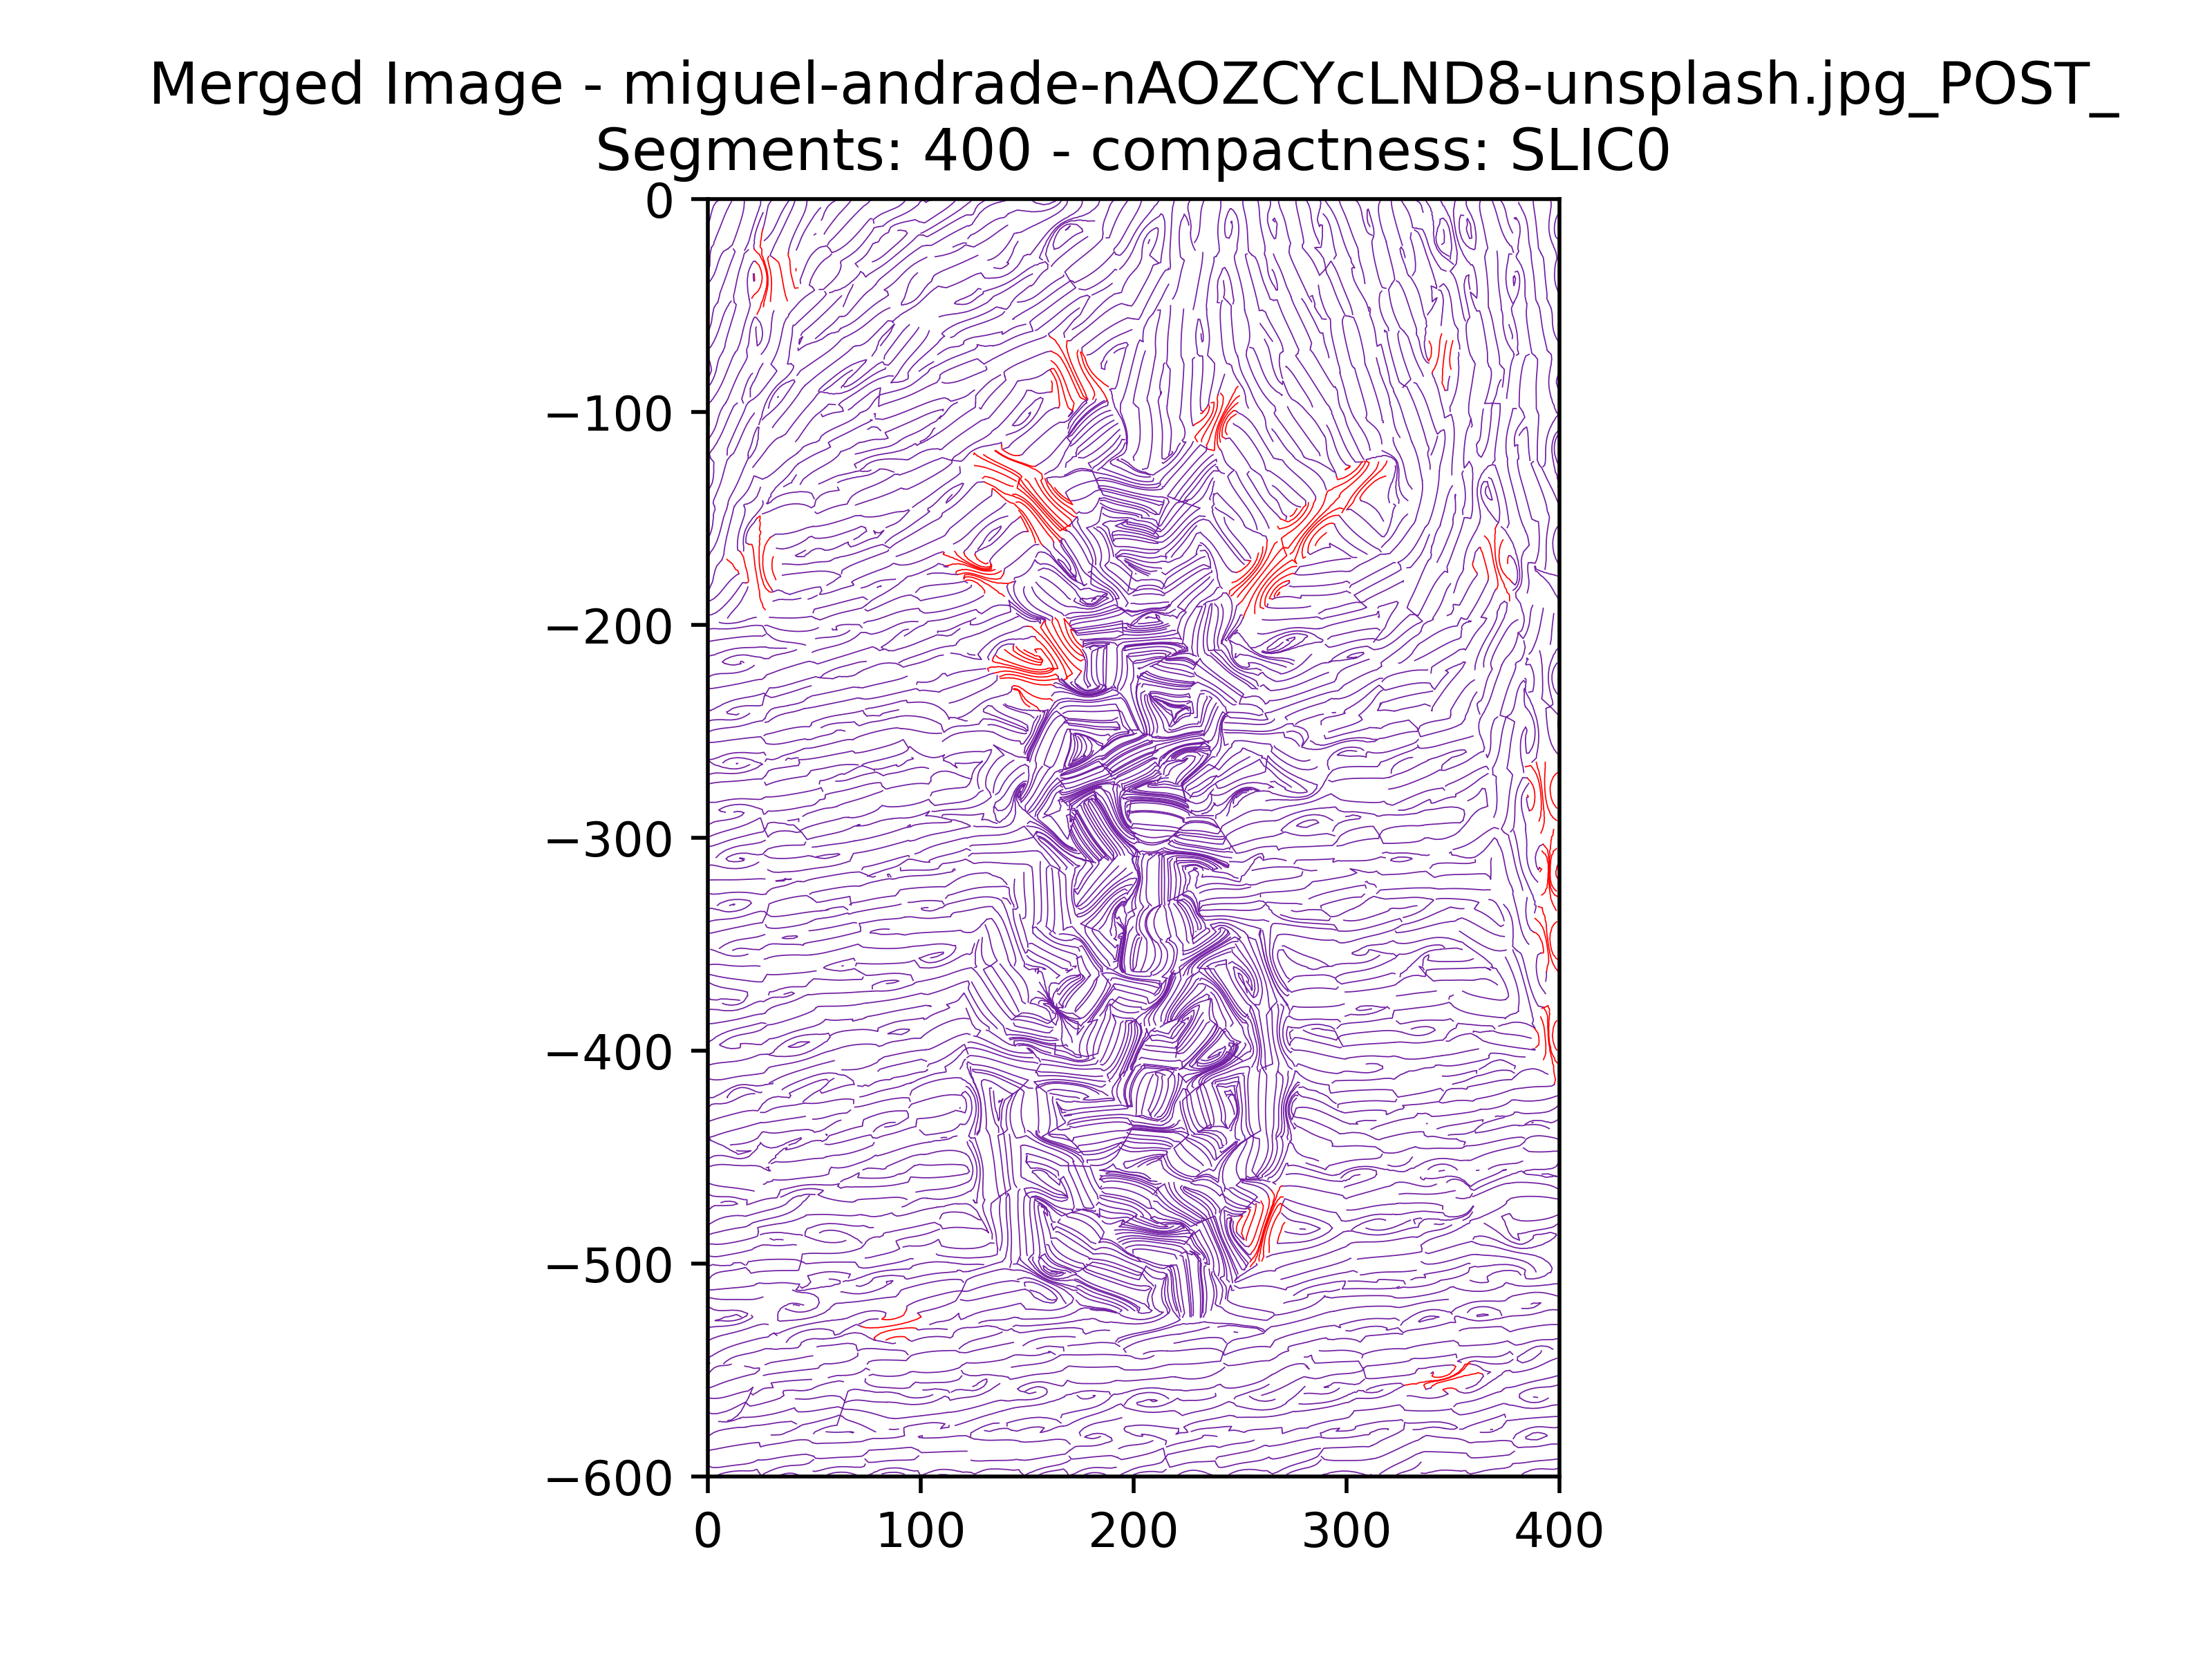 Merged Image - miguel-andrade-nAOZCYcLND8-unsplash.jpg_POST_
Segments: 400 - compactness: SLIC0
0
−100
−200
−300
−400
−500
−600
0 100 200 300 400